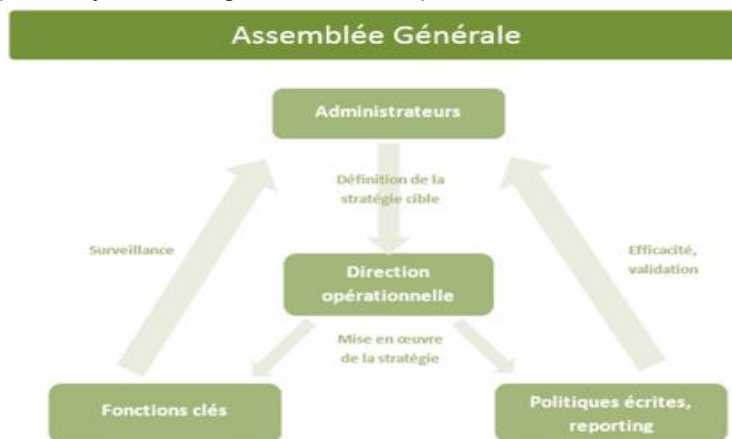 Assemblée Générale
Administrateurs
Définition de la
stratégie cible
Surveillance
Efficacité,
validation
Direction
opérationnelle
Mise en œuvre
de la stratégie
Fonctions clés
Politiques écrites,
reporting